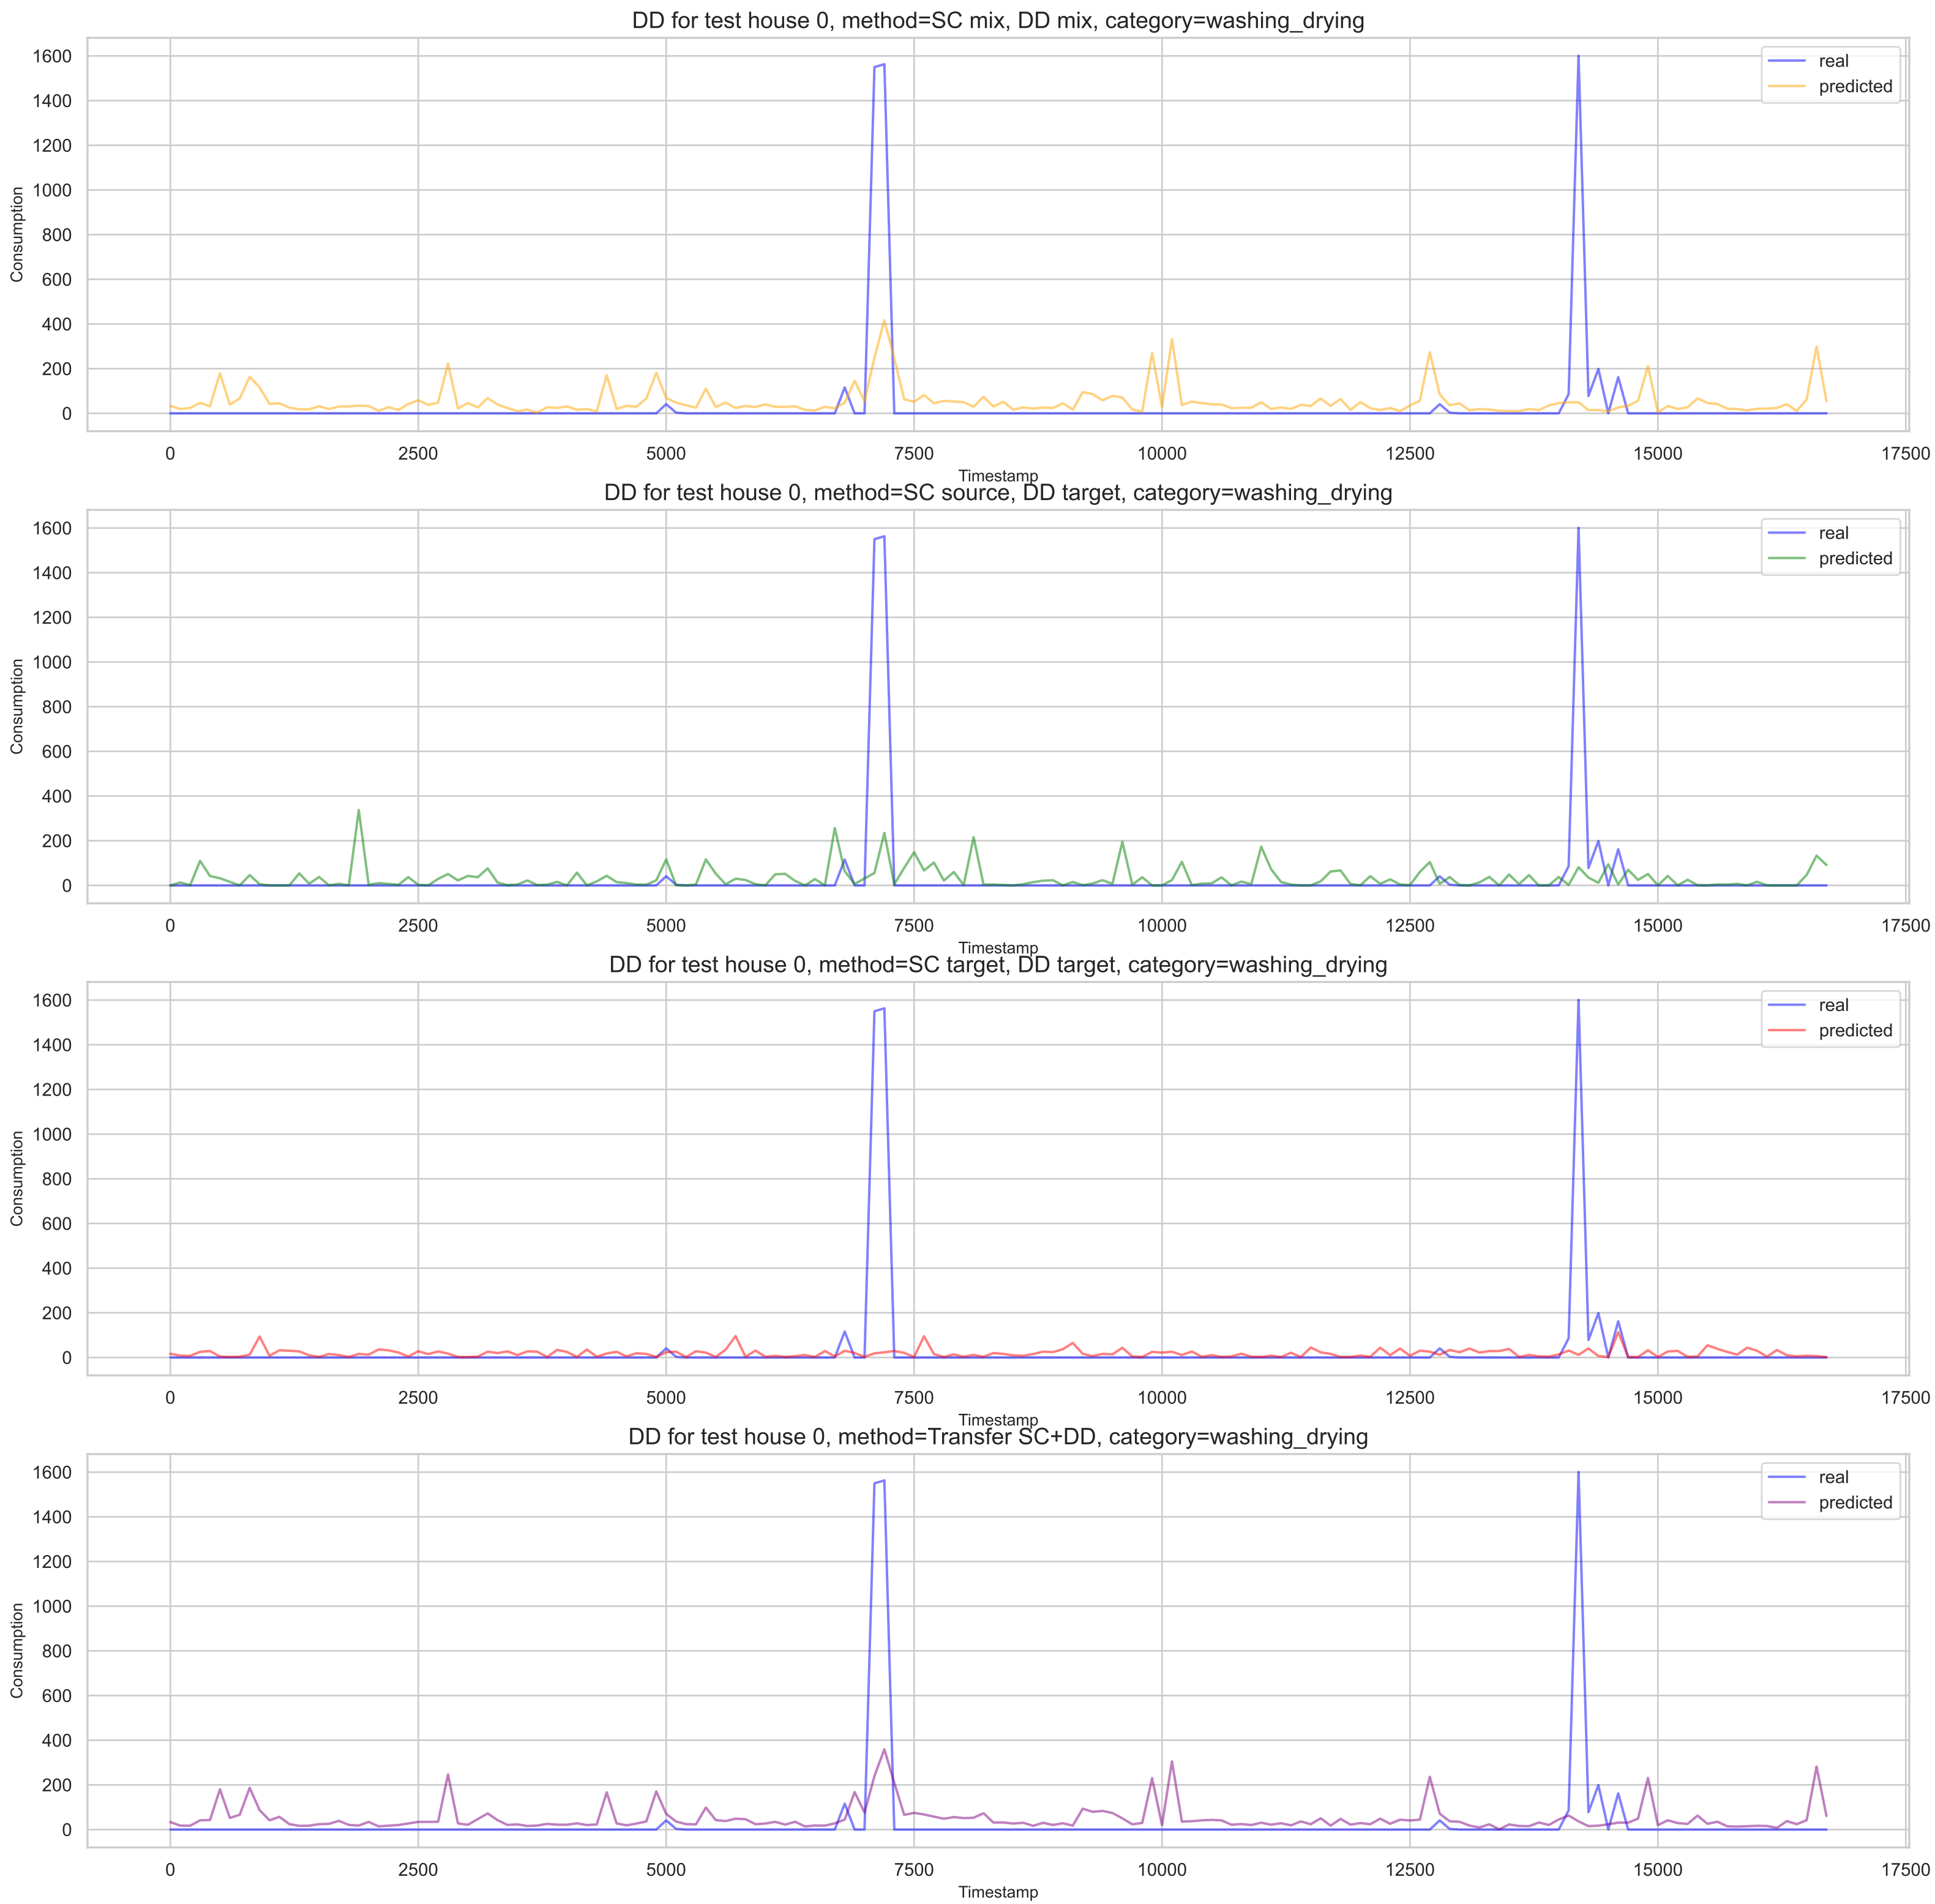 DD for test house 0, method=SC mix, DD mix, category=washing_drying
real
predicted
1600
1400
1200
1000
800
600
400
200
0
Consumption
0 2500 5000 7500 10000 12500 15000 17500
Timestamp
DD for test house 0, method=SC source, DD target, category=washing_drying
real
predicted
1600
1400
1200
1000
800
600
400
200
0
Consumption
0 2500 5000 7500 10000 12500 15000 17500
Timestamp
DD for test house 0, method=SC target, DD target, category=washing_drying
real
predicted
1600
1400
1200
1000
800
600
400
200
0
Consumption
0 2500 5000 7500 10000 12500 15000 17500
Timestamp
DD for test house 0, method=Transfer SC+DD, category=washing_drying
real
predicted
1600
1400
1200
1000
800
600
400
200
0
Consumption
0 2500 5000 7500 10000 12500 15000 17500
Timestamp